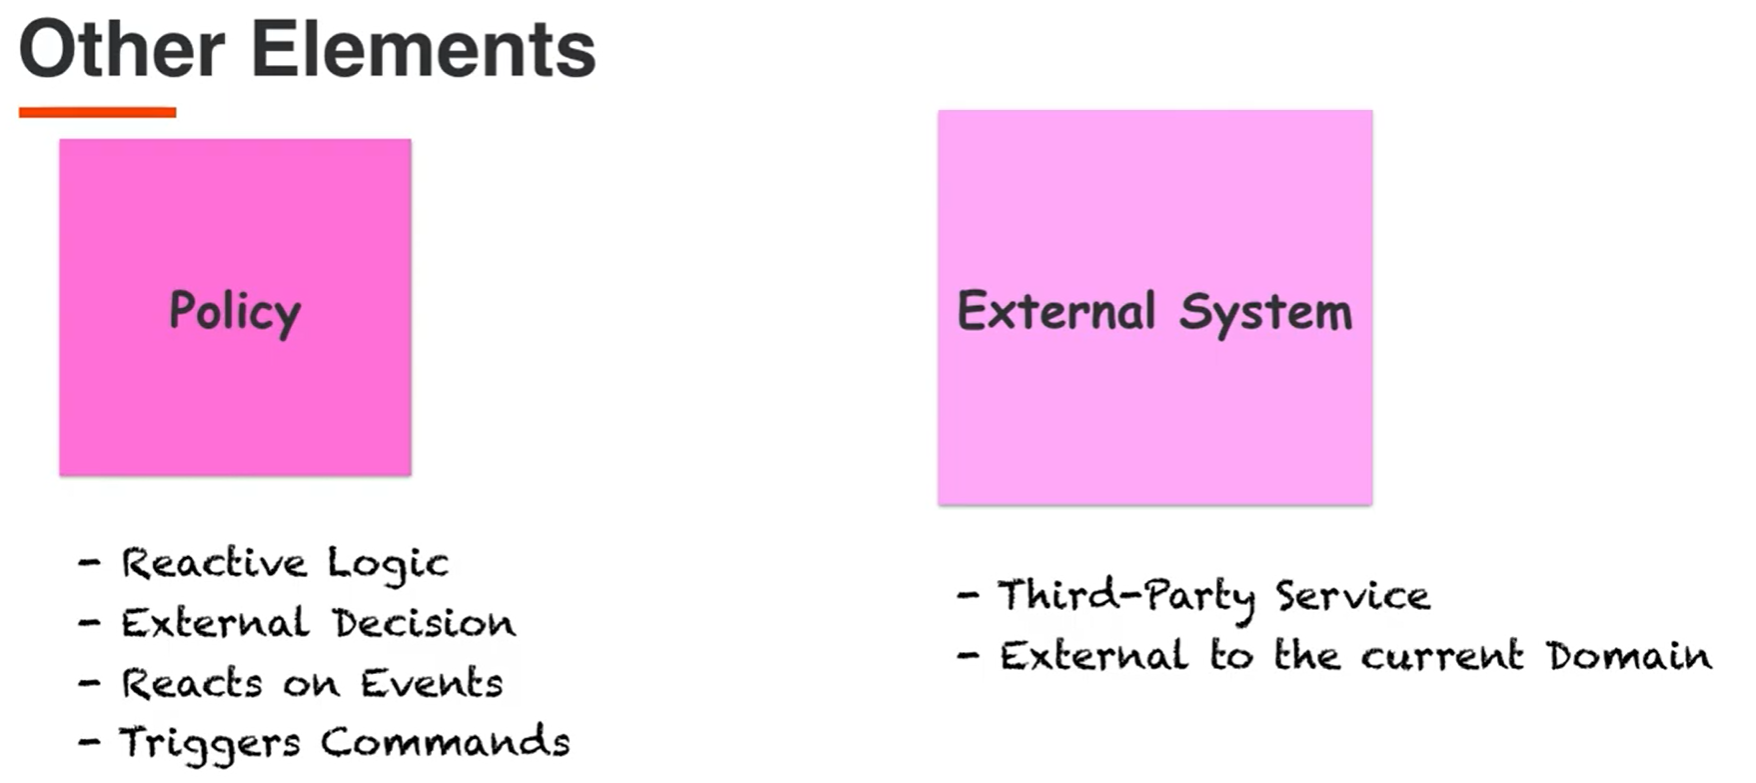 Other Elements
Policy
- Reactive Logic
- External Decision
- Reacts on Events
- Triggers Commands
External System
- Third-Party Service
- External to the current Domain